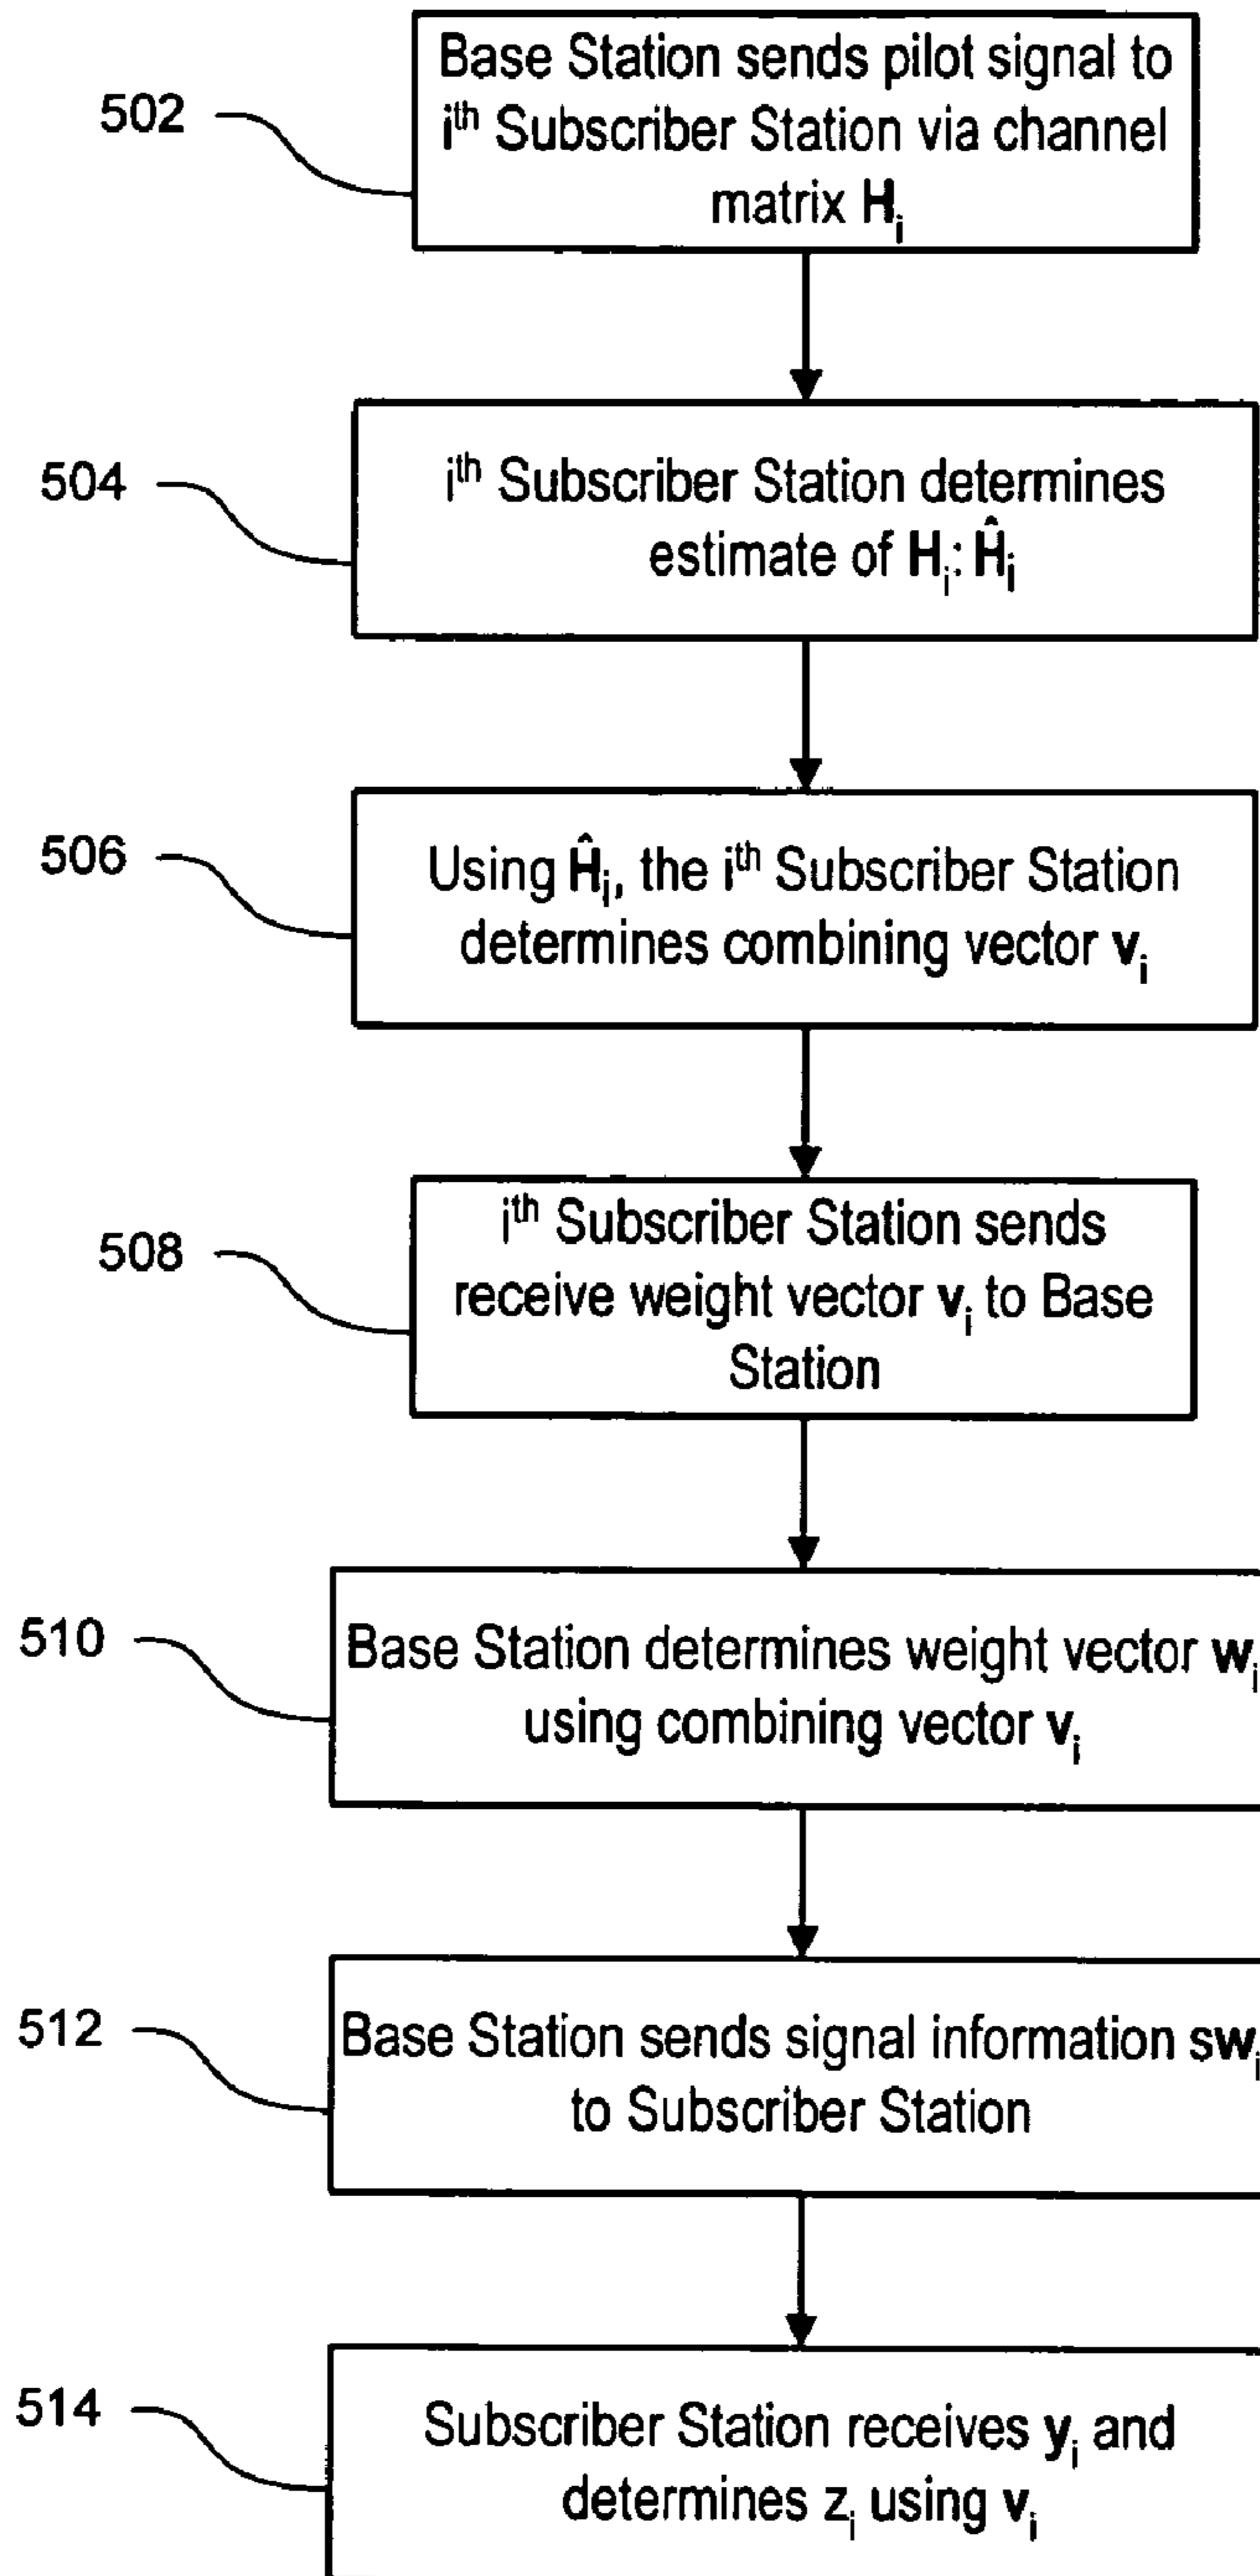 502
Base Station sends pilot signal to
iᵗʰ Subscriber Station via channel
matrix Hᵢ
504
iᵗʰ Subscriber Station determines
estimate of Hᵢ: Ĥᵢ
506
Using Ĥᵢ, the iᵗʰ Subscriber Station
determines combining vector vᵢ
508
iᵗʰ Subscriber Station sends
receive weight vector vᵢ to Base
Station
510
Base Station determines weight vector wᵢ
using combining vector vᵢ
512
Base Station sends signal information swᵢ
to Subscriber Station
514
Subscriber Station receives yᵢ and
determines zᵢ using vᵢ